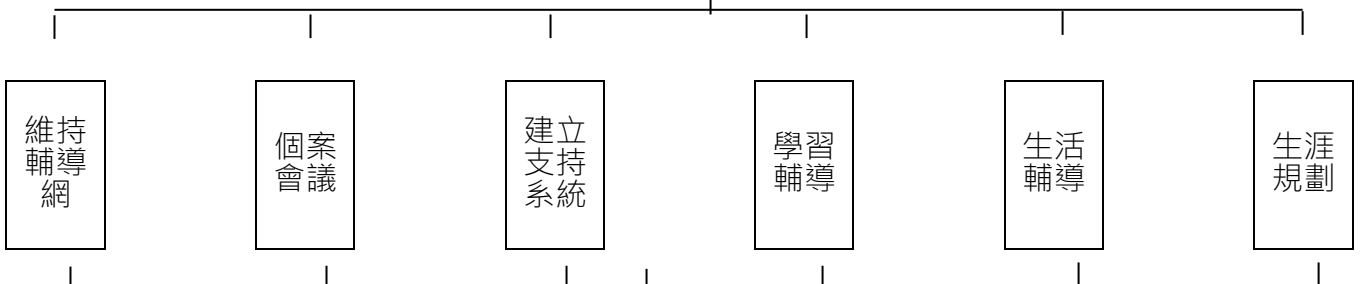 維持
輔導
網
個案
會議
建立
支持
系統
學習
輔導
生活
輔導
生涯
規劃